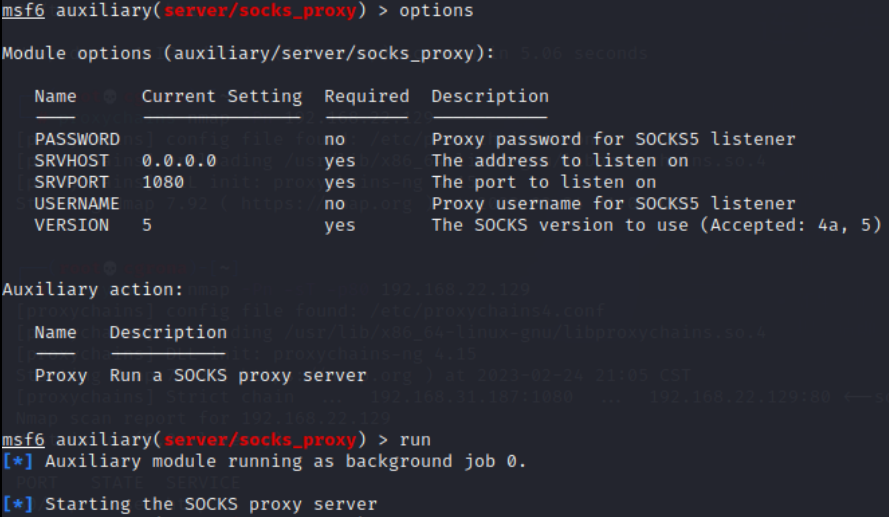 msf6 auxiliary(server/socks_proxy) > options
Module options (auxiliary/server/socks_proxy):
Name Current Setting Required Description
PASSWORD no Proxy password for SOCKS5 listener
SRVHOST 0.0.0.0 yes The address to listen on
SRVPORT 1080 yes The port to listen on
USERNAME no Proxy username for SOCKS5 listener
VERSION 5 yes The SOCKS version to use (Accepted: 4a, 5)
Auxiliary action:
Name Description
Proxy Run a SOCKS proxy server
msf6 auxiliary(server/socks_proxy) > run
[*] Auxiliary module running as background job 0.
[*] Starting the SOCKS proxy server